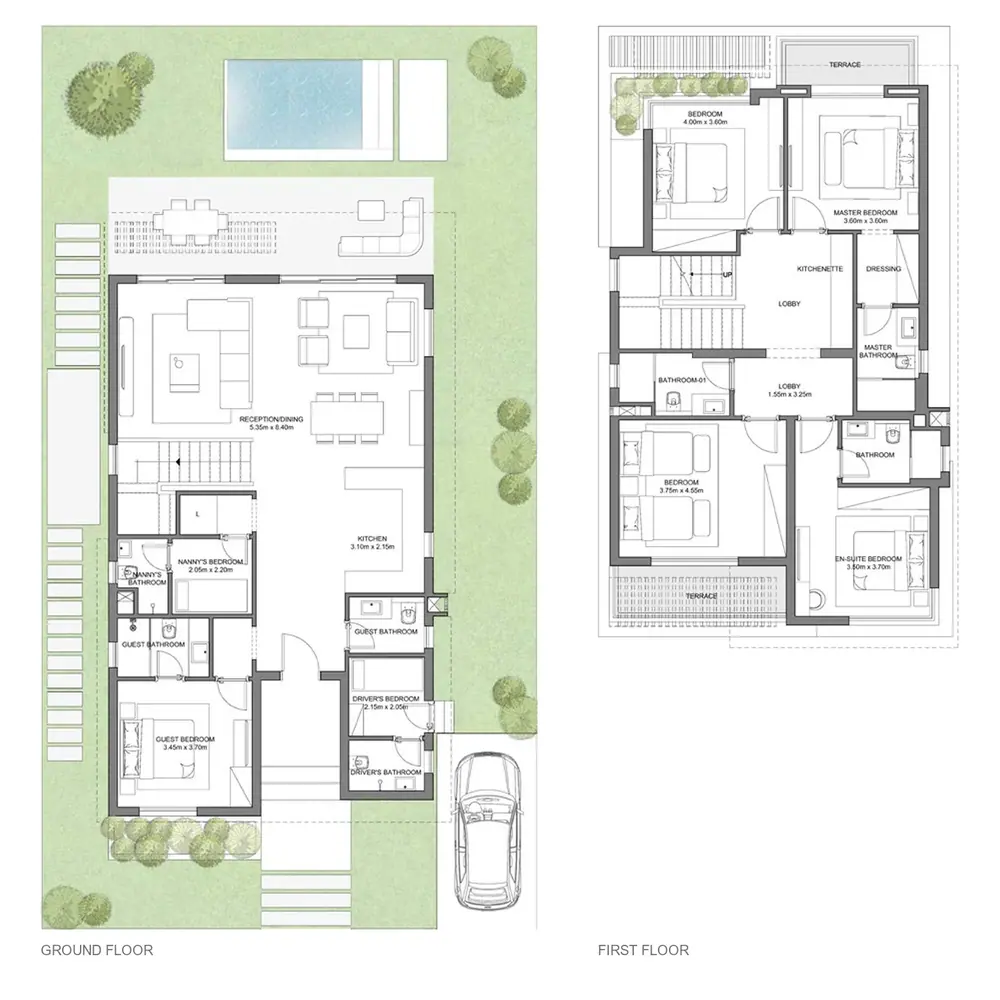 RECEPTION/DINING
5.35m x 8.40m
L
KITCHEN
3.10m x 2.15m
NANNY'S BEDROOM
2.05m x 2.20m
NANNY'S
BATHROOM
GUEST BATHROOM
GUEST BATHROOM
DRIVER'S BEDROOM
2.15m x 2.05m
GUEST BEDROOM
3.45m x 3.70m
DRIVER'S BATHROOM
GROUND FLOOR
TERRACE
BEDROOM
4.00m x 3.60m
MASTER BEDROOM
3.60m x 3.60m
UP
KITCHENETTE
DRESSING
LOBBY
MASTER
BATHROOM
BATHROOM-01
LOBBY
1.55m x 3.25m
BATHROOM
BEDROOM
3.75m x 4.55m
EN-SUITE BEDROOM
3.50m x 3.70m
TERRACE
FIRST FLOOR